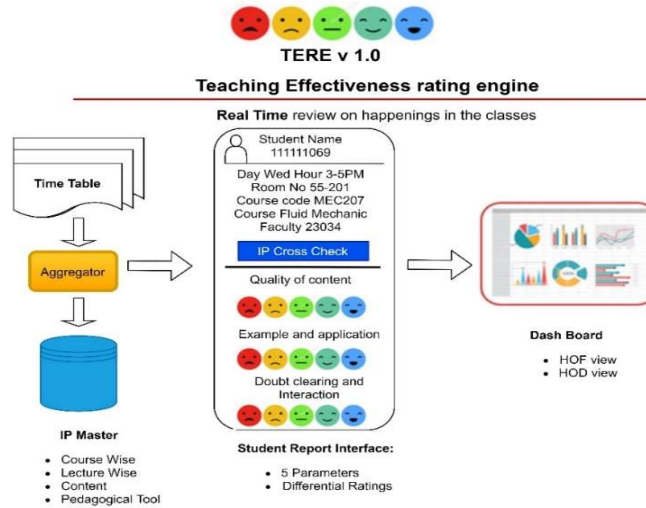 TERE v 1.0
Teaching Effectiveness rating engine
Real Time review on happenings in the classes
Time Table
Aggregator
IP Master
• Course Wise
• Lecture Wise
• Content
• Pedagogical Tool
Student Name
111111069
Day Wed Hour 3-5PM
Room No 55-201
Course code MEC207
Course Fluid Mechanic
Faculty 23034
IP Cross Check
Quality of content
Example and application
Doubt clearing and
Interaction
Student Report Interface:
• 5 Parameters
• Differential Ratings
Dash Board
• HOF view
• HOD view